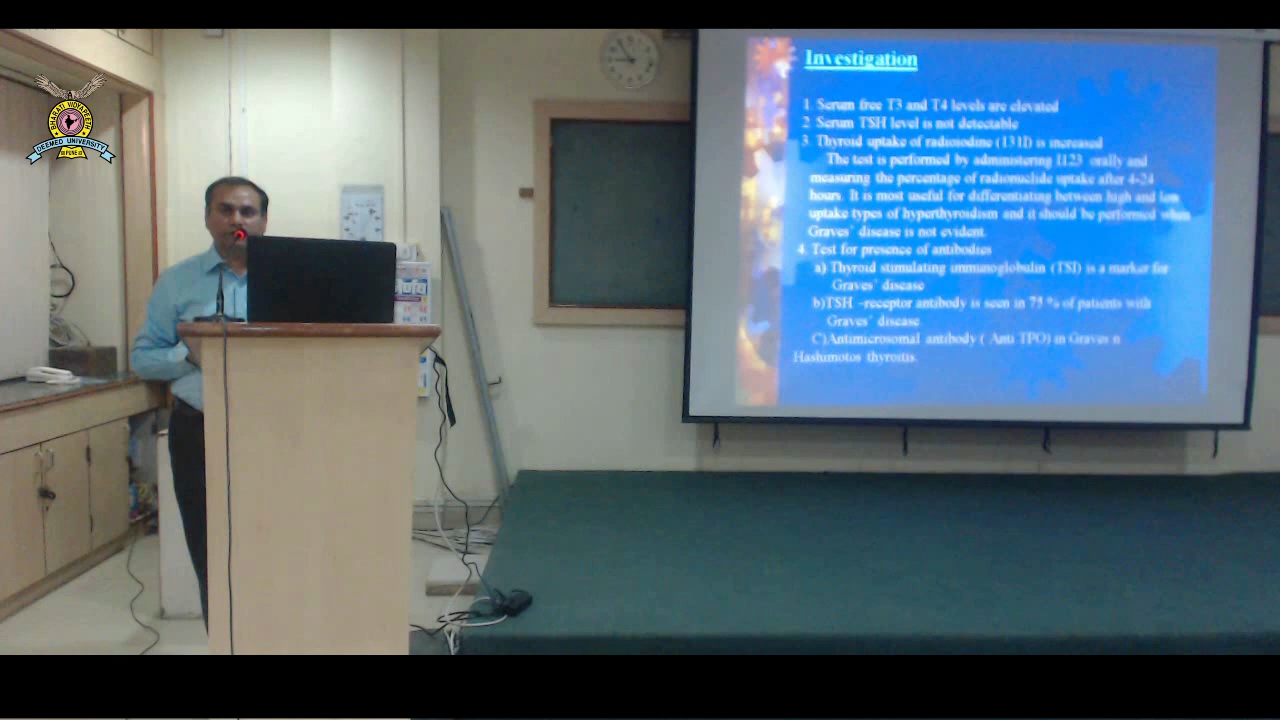 BHARATI VIDYAPEETH
DEEMED UNIVERSITY
Investigation
1. Serum free T3 and T4 levels are elevated
2 Serum TSH level is not detectable
3. Thyroid uptake of radioiodine (131I) is increased
The test is performed by administering I123 orally and
measuring the percentage of radionuclide uptake after 4-24
hours. It is most useful for differentiating between high and low
uptake types of hyperthyroidism and it should be performed when
Graves' disease is not evident.
4. Test for presence of antibodies
a) Thyroid stimulating immunoglobulin (TSI) is a marker for
Graves' disease
b)TSH –receptor antibody is seen in 75 % of patients with
Graves' disease
C)Antimicrosomal antibody ( Anti TPO) in Graves n
Hashimotos thyroitis.